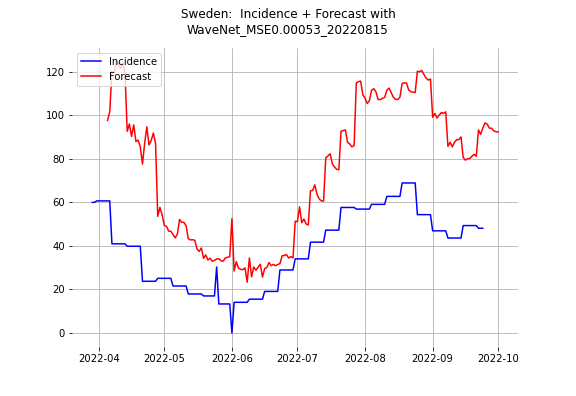 Sweden:  Incidence + Forecast with
WaveNet_MSE0.00053_20220815
Incidence
Forecast
120
100
80
60
40
20
0
2022-04 2022-05 2022-06 2022-07 2022-08 2022-09 2022-10